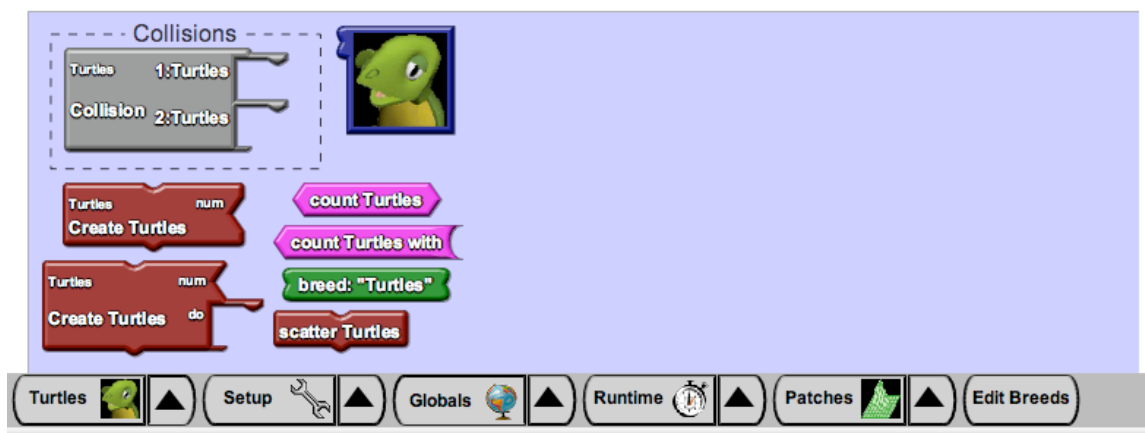 Collisions
Turtles 1:Turtles
Collision 2:Turtles
Turtles num
Create Turtles
count Turtles
count Turtles with
Turtles num
Create Turtles do
breed: "Turtles"
scatter Turtles
Turtles Setup Globals Runtime Patches Edit Breeds